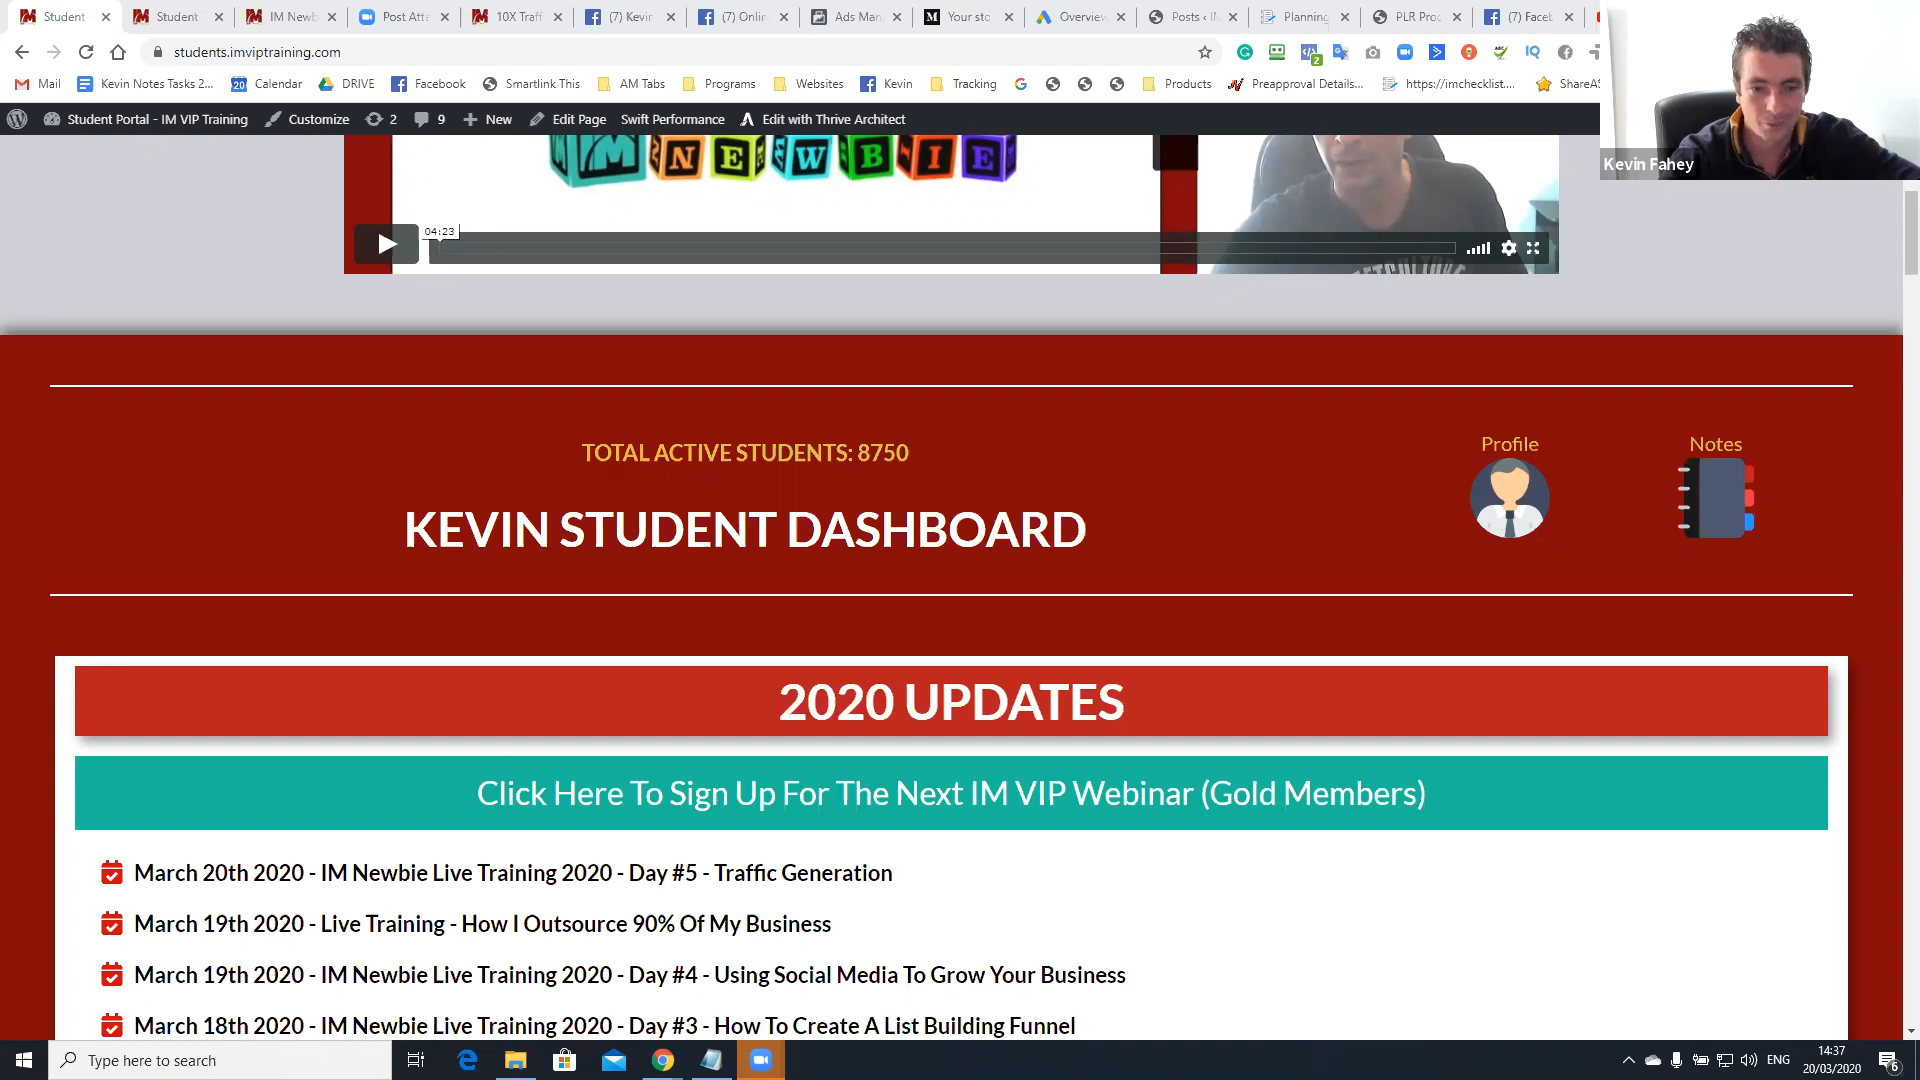 Student
Student
IM Newb
Post Atta
10X Traff
(7) Kevin
(7) Onlin
Ads Man
Your sto
Overview
Posts ‹ IM
Planning
PLR Proc
(7) Faceb
students.imviptraining.com
Mail
Kevin Notes Tasks 2...
Calendar
DRIVE
Facebook
Smartlink This
AM Tabs
Programs
Websites
Kevin
Tracking
Products
Preapproval Details...
https://imchecklist....
ShareAS
Student Portal - IM VIP Training
Customize
2
9
New
Edit Page
Swift Performance
Edit with Thrive Architect
Kevin Fahey
IM NEWBIE
04:23
TOTAL ACTIVE STUDENTS: 8750
KEVIN STUDENT DASHBOARD
Profile
Notes
2020 UPDATES
Click Here To Sign Up For The Next IM VIP Webinar (Gold Members)
March 20th 2020 - IM Newbie Live Training 2020 - Day #5 - Traffic Generation
March 19th 2020 - Live Training - How I Outsource 90% Of My Business
March 19th 2020 - IM Newbie Live Training 2020 - Day #4 - Using Social Media To Grow Your Business
March 18th 2020 - IM Newbie Live Training 2020 - Day #3 - How To Create A List Building Funnel
Type here to search
ENG
14:37
20/03/2020
6